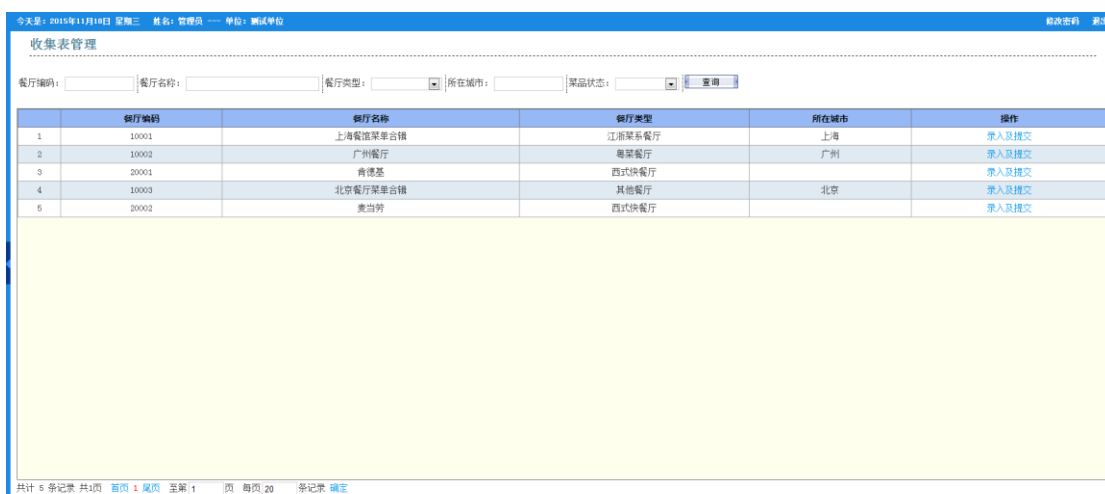 今天是：2015年11月18日 星期三 姓名：管理员 --- 单位：测试单位 修改密码 退出
收集表管理
餐厅编码： 餐厅名称： 餐厅类型： 所在城市： 菜品状态： 查询
餐厅编码 餐厅名称 餐厅类型 所在城市 操作
1 10001 上海餐馆菜单合辑 江浙菜系餐厅 上海 录入及提交
2 10002 广州餐厅 粤菜餐厅 广州 录入及提交
3 20001 肯德基 西式快餐厅 录入及提交
4 10003 北京餐厅菜单合辑 其他餐厅 北京 录入及提交
5 20002 麦当劳 西式快餐厅 录入及提交
共计 5 条记录 共1页 首页 1 尾页 至第 1 页 每页 20 条记录 确定